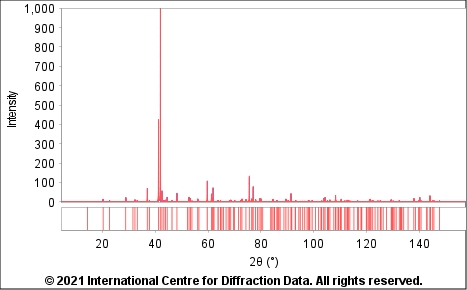 1,000
900
800
700
600
500
400
300
200
100
0
Intensity
20 40 60 80 100 120 140
2θ (°)
© 2021 International Centre for Diffraction Data. All rights reserved.